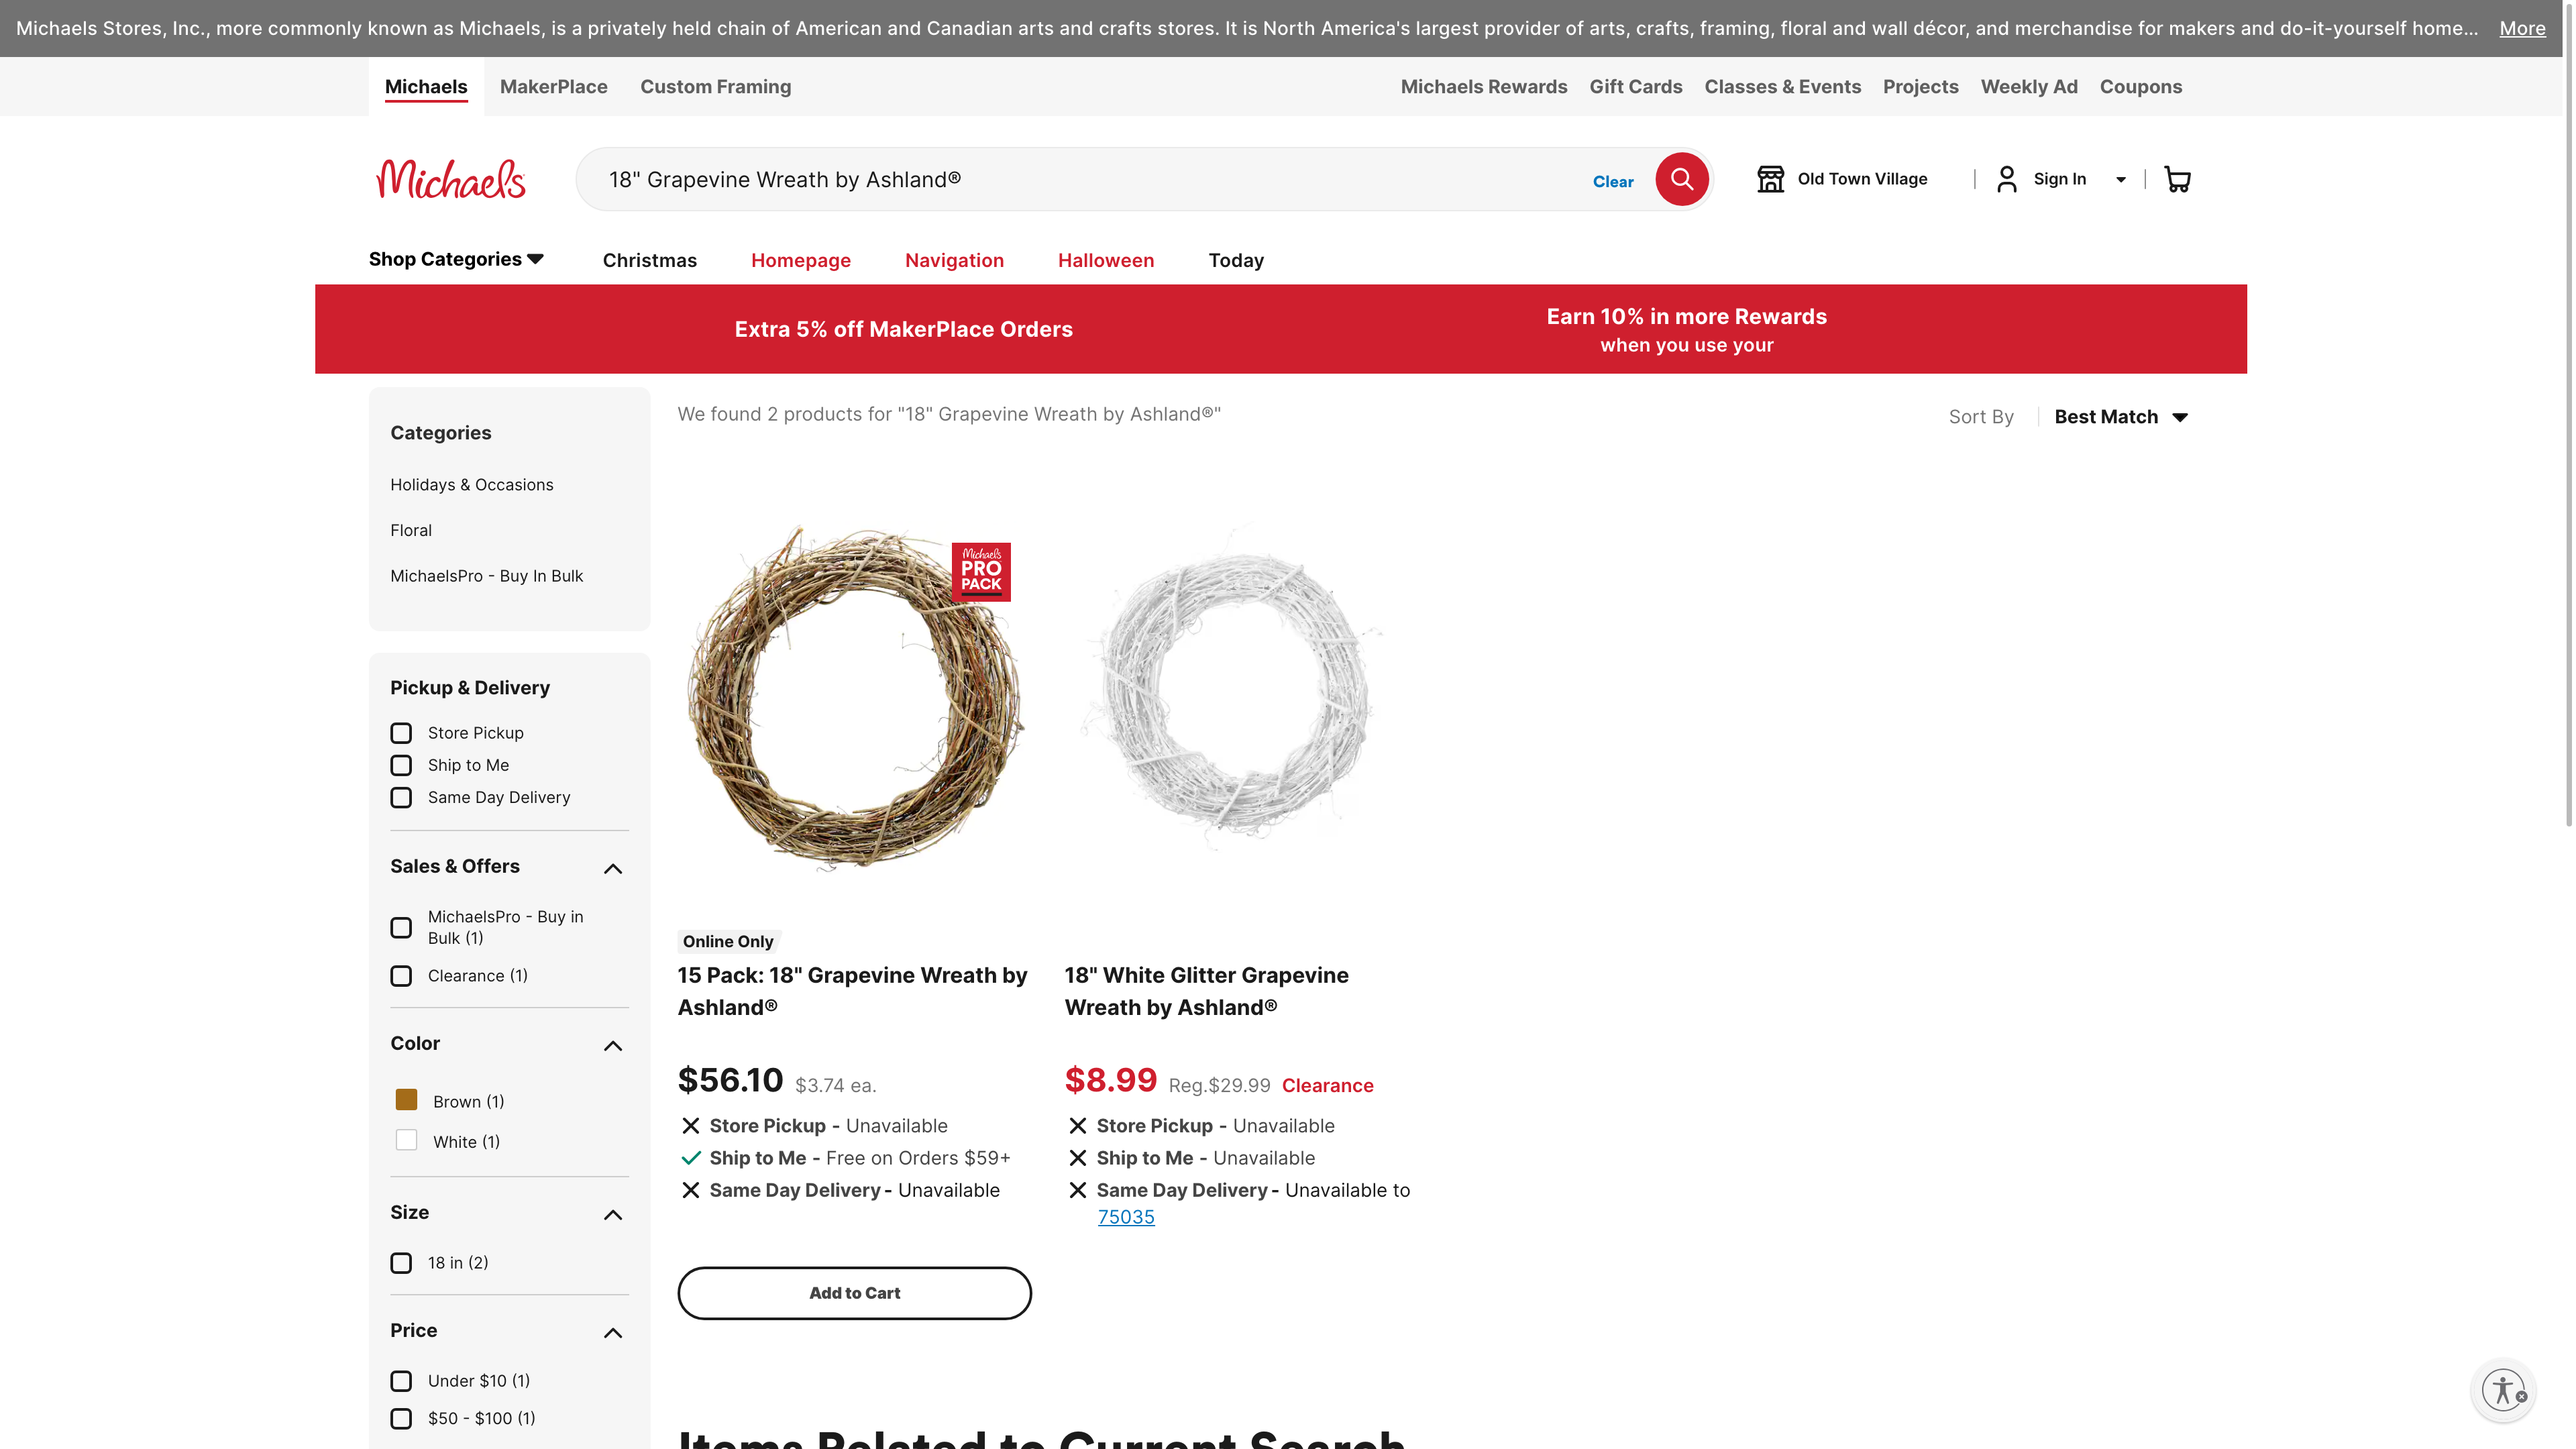 Michaels Stores, Inc., more commonly known as Michaels, is a privately held chain of American and Canadian arts and crafts stores. It is North America's largest provider of arts, crafts, framing, floral and wall décor, and merchandise for makers and do-it-yourself home... More
Michaels MakerPlace Custom Framing Michaels Rewards Gift Cards Classes & Events Projects Weekly Ad Coupons
Michaels 18" Grapevine Wreath by Ashland® Clear Old Town Village Sign In
Shop Categories Christmas Homepage Navigation Halloween Today
Extra 5% off MakerPlace Orders
Earn 10% in more Rewards
when you use your
Categories
Holidays & Occasions
Floral
MichaelsPro - Buy In Bulk
Pickup & Delivery
Store Pickup
Ship to Me
Same Day Delivery
Sales & Offers
MichaelsPro - Buy in
Bulk (1)
Clearance (1)
Color
Brown (1)
White (1)
Size
18 in (2)
Price
Under $10 (1)
$50 - $100 (1)
We found 2 products for "18" Grapevine Wreath by Ashland®"
Sort By Best Match
Michaels
PRO
PACK
Online Only
15 Pack: 18" Grapevine Wreath by
Ashland®
$56.10 $3.74 ea.
Store Pickup - Unavailable
Ship to Me - Free on Orders $59+
Same Day Delivery - Unavailable
Add to Cart
18" White Glitter Grapevine
Wreath by Ashland®
$8.99 Reg.$29.99 Clearance
Store Pickup - Unavailable
Ship to Me - Unavailable
Same Day Delivery - Unavailable to
75035
Items Related to Current Search